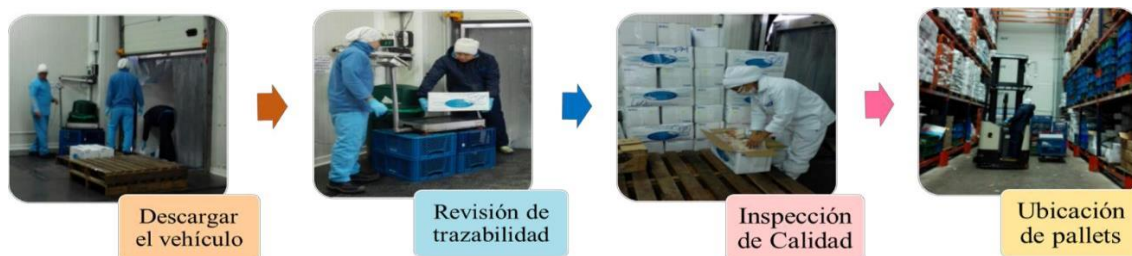 Descargar
el vehículo
Revisión de
trazabilidad
Inspección
de Calidad
Ubicación
de pallets